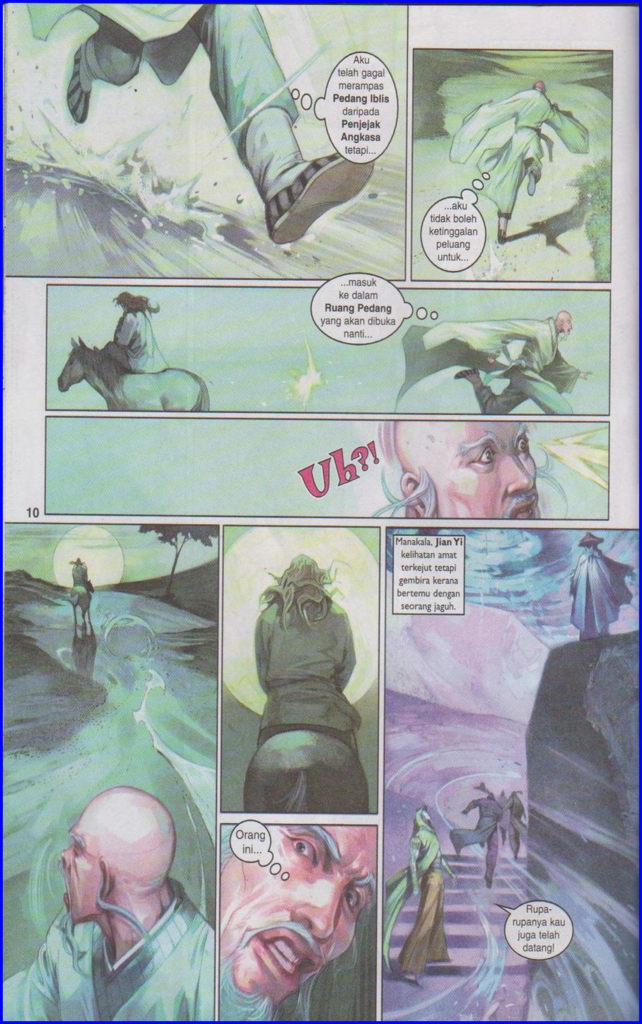 Aku
telah gagal
merampas
Pedang Iblis
daripada
Penjejak
Angkasa
tetapi...
...aku
tidak boleh
ketinggalan
peluang
untuk...
...masuk
ke dalam
Ruang Pedang
yang akan dibuka
nanti...
Uh?!
10
Orang
ini...
Manakala, Jian Yi
kelihatan amat
terkejut tetapi
gembira kerana
bertemu dengan
seorang jaguh.
Rupa-
rupanya kau
juga telah
datang!